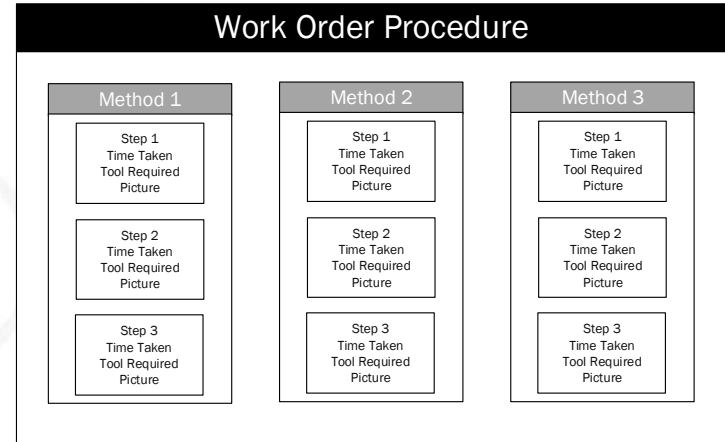 Work Order Procedure
Method 1
Step 1
Time Taken
Tool Required
Picture
Step 2
Time Taken
Tool Required
Picture
Step 3
Time Taken
Tool Required
Picture
Method 2
Step 1
Time Taken
Tool Required
Picture
Step 2
Time Taken
Tool Required
Picture
Step 3
Time Taken
Tool Required
Picture
Method 3
Step 1
Time Taken
Tool Required
Picture
Step 2
Time Taken
Tool Required
Picture
Step 3
Time Taken
Tool Required
Picture